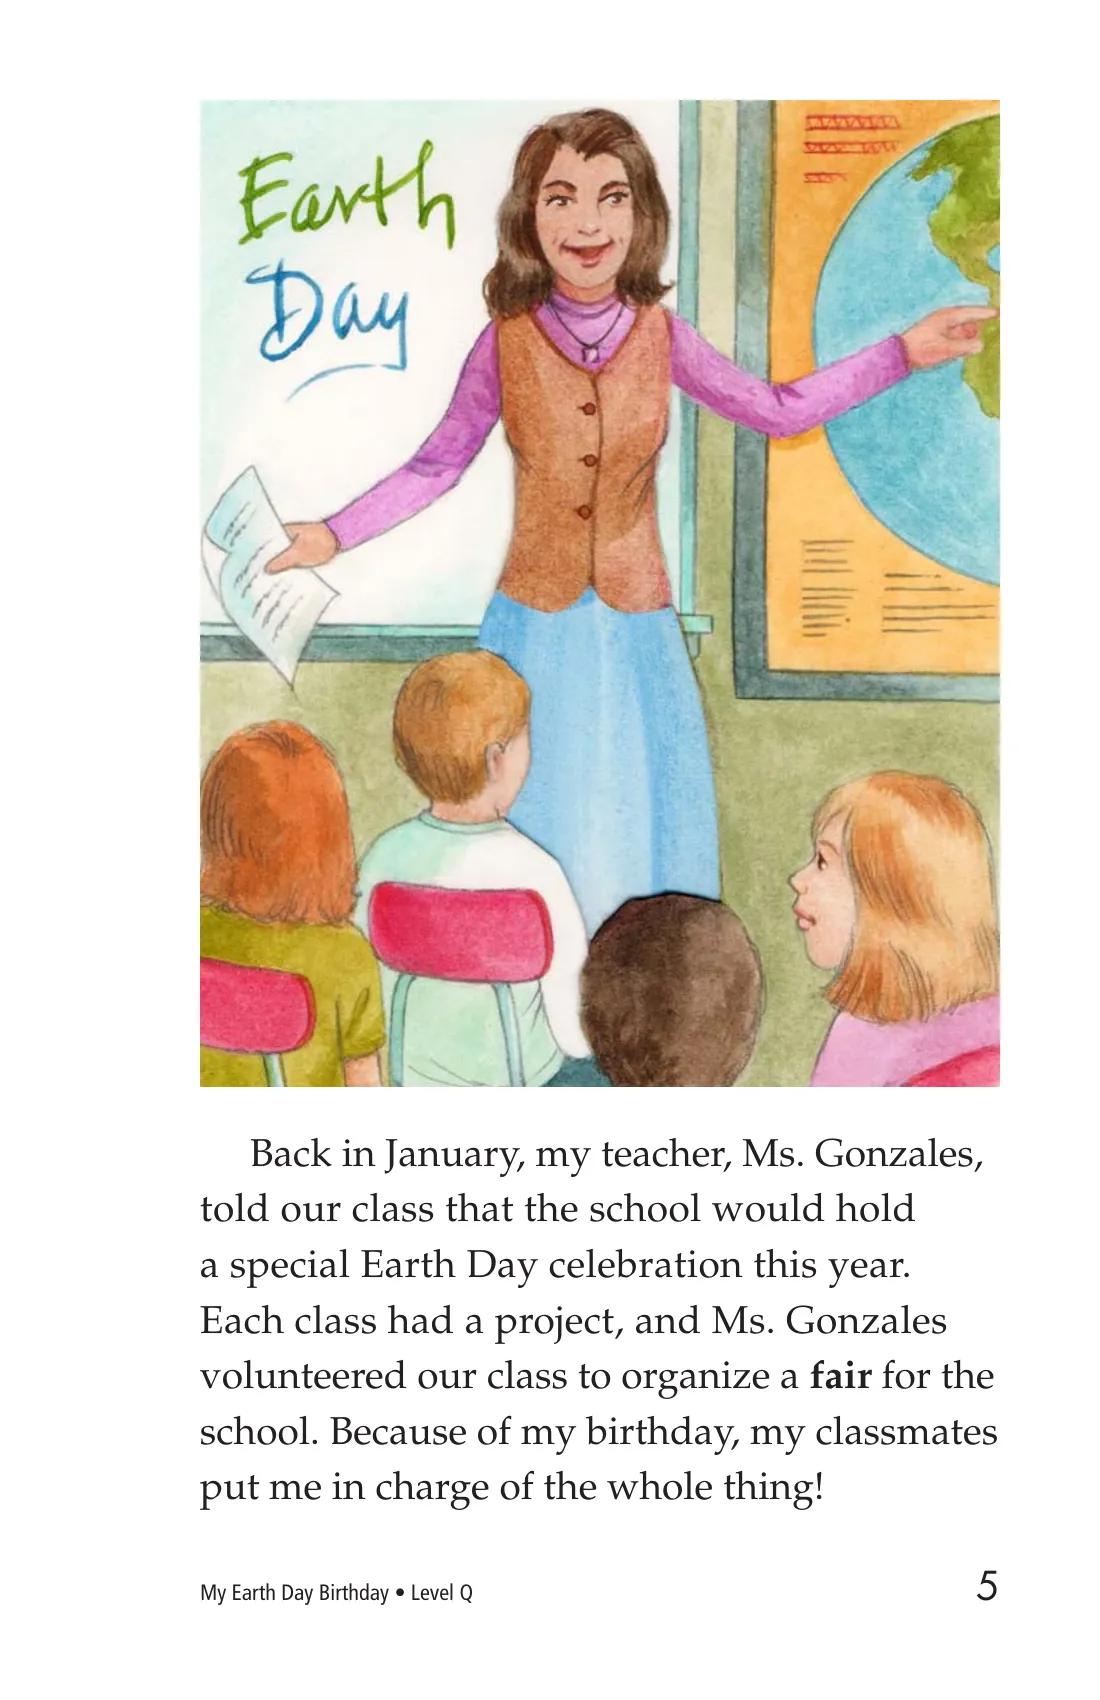 Earth
Day
Back in January, my teacher, Ms. Gonzales,
told our class that the school would hold
a special Earth Day celebration this year.
Each class had a project, and Ms. Gonzales
volunteered our class to organize a fair for the
school. Because of my birthday, my classmates
put me in charge of the whole thing!
My Earth Day Birthday • Level Q
5